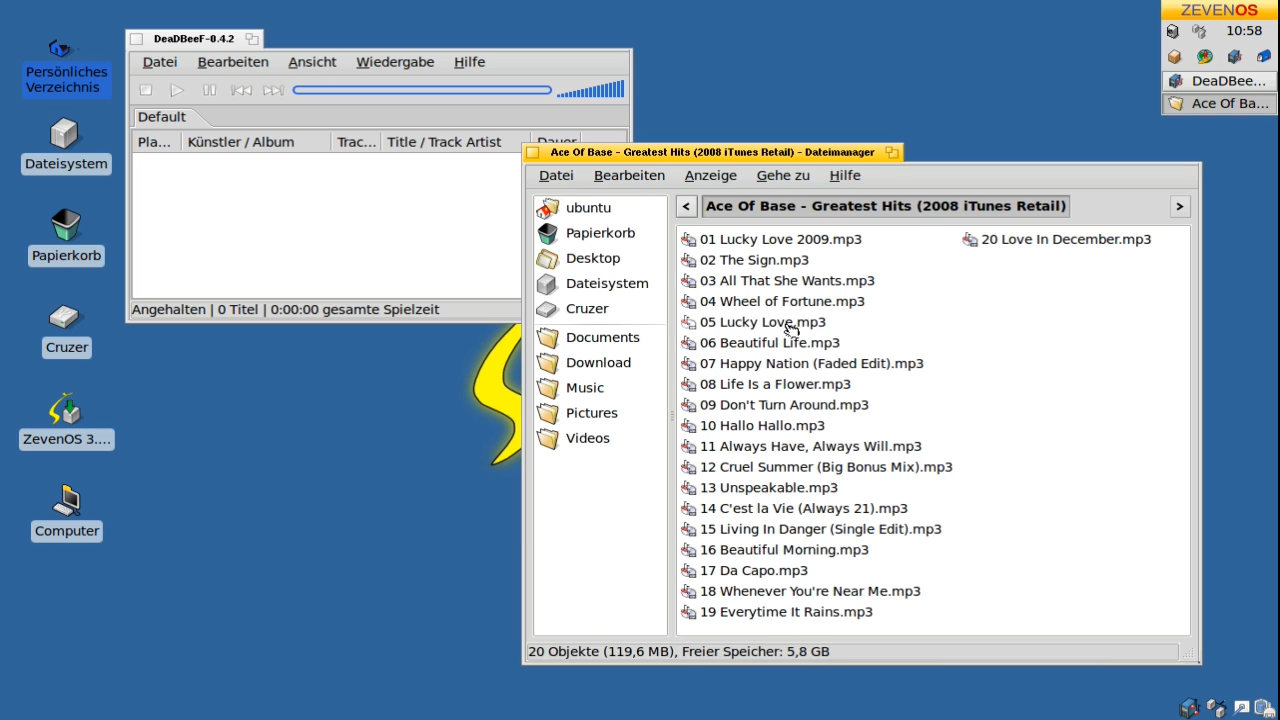 ZEVENOS
10:58
DeaDBee...
Ace Of Ba...
Persönliches
Verzeichnis
Dateisystem
Papierkorb
Cruzer
ZevenOS 3....
Computer
DeaDBeeF-0.4.2
Datei Bearbeiten Ansicht Wiedergabe Hilfe
Default
Pla... Künstler / Album Trac... Title / Track Artist Dauer
Angehalten | 0 Titel | 0:00:00 gesamte Spielzeit
Ace Of Base - Greatest Hits (2008 iTunes Retail) - Dateimanager
Datei Bearbeiten Anzeige Gehe zu Hilfe
< Ace Of Base - Greatest Hits (2008 iTunes Retail) >
ubuntu
Papierkorb
Desktop
Dateisystem
Cruzer
Documents
Download
Music
Pictures
Videos
01 Lucky Love 2009.mp3
02 The Sign.mp3
03 All That She Wants.mp3
04 Wheel of Fortune.mp3
05 Lucky Love.mp3
06 Beautiful Life.mp3
07 Happy Nation (Faded Edit).mp3
08 Life Is a Flower.mp3
09 Don't Turn Around.mp3
10 Hallo Hallo.mp3
11 Always Have, Always Will.mp3
12 Cruel Summer (Big Bonus Mix).mp3
13 Unspeakable.mp3
14 C'est la Vie (Always 21).mp3
15 Living In Danger (Single Edit).mp3
16 Beautiful Morning.mp3
17 Da Capo.mp3
18 Whenever You're Near Me.mp3
19 Everytime It Rains.mp3
20 Love In December.mp3
20 Objekte (119,6 MB), Freier Speicher: 5,8 GB